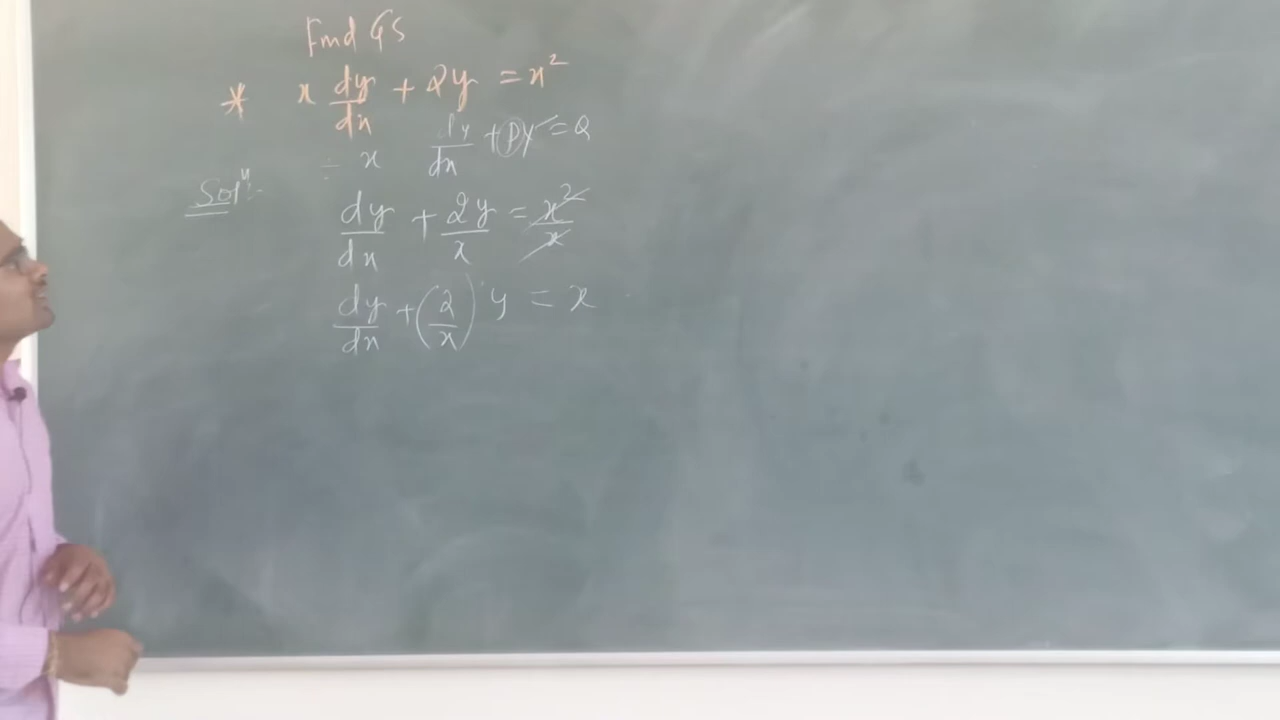 Find GS
* x dy/dx + 2y = x²
÷ x dy/dx + Py = Q
Solⁿ:-
dy/dx + 2y/x = x²/x
dy/dx + (2/x) · y = x